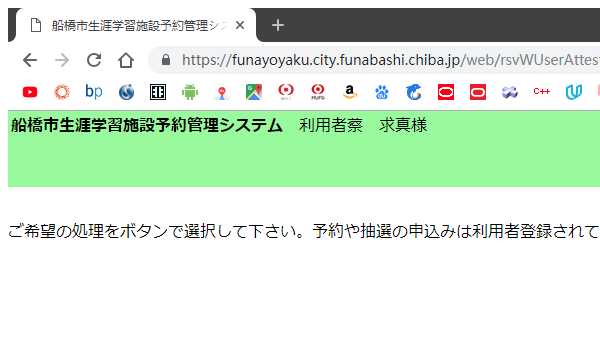 船橋市生涯学習施設予約管理シス
https://funayoyaku.city.funabashi.chiba.jp/web/rsvWUserAttes
bp
MUFG
a
C++
船橋市生涯学習施設予約管理システム 利用者蔡 求真様
ご希望の処理をボタンで選択して下さい。予約や抽選の申込みは利用者登録されて